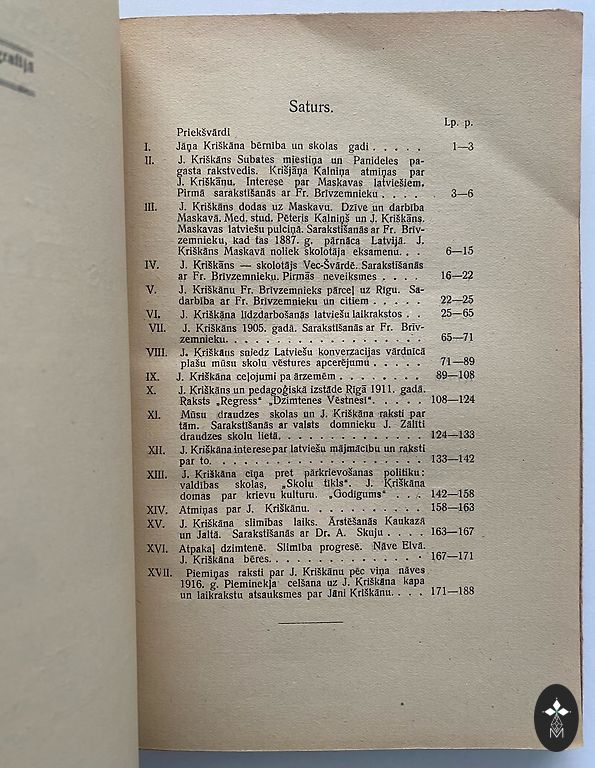 grafijā
Saturs.
Lp. p.
Priekšvārdi
I. Jāņa Kriškāna bērnība un skolas gadi . . . . . 1—3
II. J. Kriškāns Subates miestiņa un Panideles pa-
gasta rakstvedis. Krišjāņa Kalniņa atmiņas par
J. Kriškānu. Interese par Maskavas latviešiem.
Pirmā sarakstīšanās ar Fr. Brīvzemnieku . . . . 3—6
III. J. Kriškāns dodas uz Maskavu. Dzīve un darbība
Maskavā. Med. stud. Pēteris Kalniņš un J. Kriškāns.
Maskavas latviešu pulciņā. Sarakstīšanās ar Fr. Brīv-
zemnieku, kad tas 1887. g. pārnāca Latvijā. J.
Kriškāns Maskavā noliek skolotāja eksamenu. . . 6—15
IV. J. Kriškāns — skolotājs Vec-Švārdē. Sarakstīšanās
ar Fr. Brīvzemnieku. Pirmās neveiksmes . . . . 16—22
V. J. Kriškānu Fr. Brīvzemnieks pārceļ uz Rīgu. Sa-
darbība ar Fr. Brīvzemnieku un citiem . . . . . 22—25
VI. J. Kriškāna līdzdarbošanās latviešu laikrakstos . . 25—65
VII. J. Kriškāns 1905. gadā. Sarakstīšanās ar Fr. Brīv-
zemnieku. . . . . . . . . . . . . . . . . . 65—71
VIII. J. Kriškāns sniedz Latviešu konverzacijas vārdnīcā
plašu mūsu skolu vēstures apcerējumu . . . . . 71—89
IX. J. Kriškāna ceļojumi pa ārzemēm . . . . . . . . 89—108
X. J. Kriškāns un pedagoģiskā izstāde Rīgā 1911. gadā.
Raksts „Regress“ „Dzimtenes Vēstnesī“. . . . . . 108—124
XI. Mūsu draudzes skolas un J. Kriškāna raksti par
tām. Sarakstīšanās ar valsts domnieku J. Zālīti
draudzes skolu lietā. . . . . . . . . . . . . . 124—133
XII. J. Kriškāna interese par latviešu mājmācību un raksti
par to. . . . . . . . . . . . . . . . . . . . 133—142
XIII. J. Kriškāna cīņa pret pārkrievošanas politiku:
valdības skolas, „Skolu tīkls“. J. Kriškāna
domas par krievu kulturu. „Godīgums“ . . . . 142—158
XIV. Atmiņas par J. Kriškānu. . . . . . . . . . . . 158—163
XV. J. Kriškāna slimības laiks. Ārstēšanās Kaukazā
un Jaltā. Sarakstīšanās ar Dr. A. Skuju . . . . . 163—167
XVI. Atpakaļ dzimtenē. Slimība progresē. Nāve Elvā.
J. Kriškāna bēres. . . . . . . . . . . . . . . 167—171
XVII. Piemiņas raksti par J. Kriškānu pēc viņa nāves
1916. g. Pieminekļa celšana uz J. Kriškāna kapa
un laikrakstu atsauksmes par Jāni Kriškānu. . . . 171—188
M